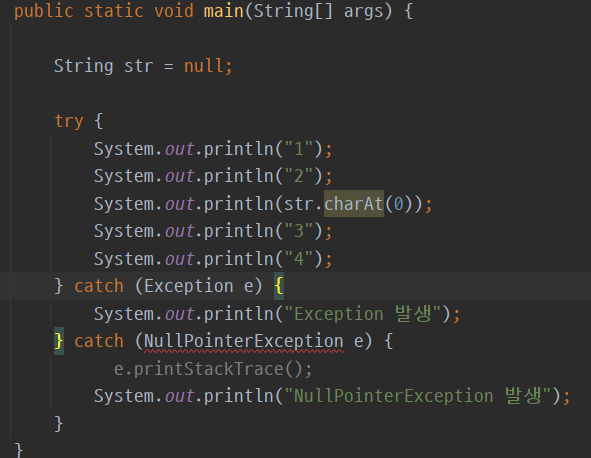 public static void main(String[] args) {
String str = null;
try {
System.out.println("1");
System.out.println("2");
System.out.println(str.charAt(0));
System.out.println("3");
System.out.println("4");
} catch (Exception e) {
System.out.println("Exception 발생");
} catch (NullPointerException e) {
e.printStackTrace();
System.out.println("NullPointerException 발생");
}
}